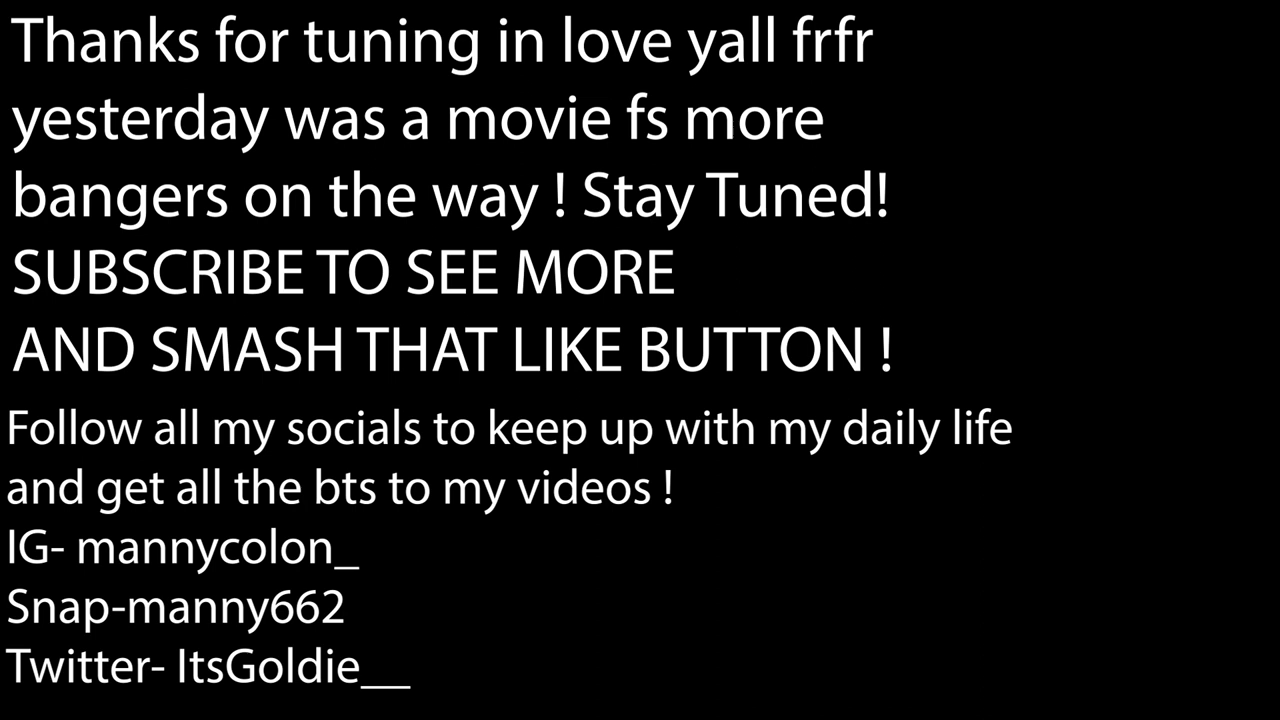 Thanks for tuning in love yall frfr
yesterday was a movie fs more
bangers on the way ! Stay Tuned!
SUBSCRIBE TO SEE MORE
AND SMASH THAT LIKE BUTTON !
Follow all my socials to keep up with my daily life
and get all the bts to my videos !
IG- mannycolon_
Snap-manny662
Twitter- ItsGoldie__